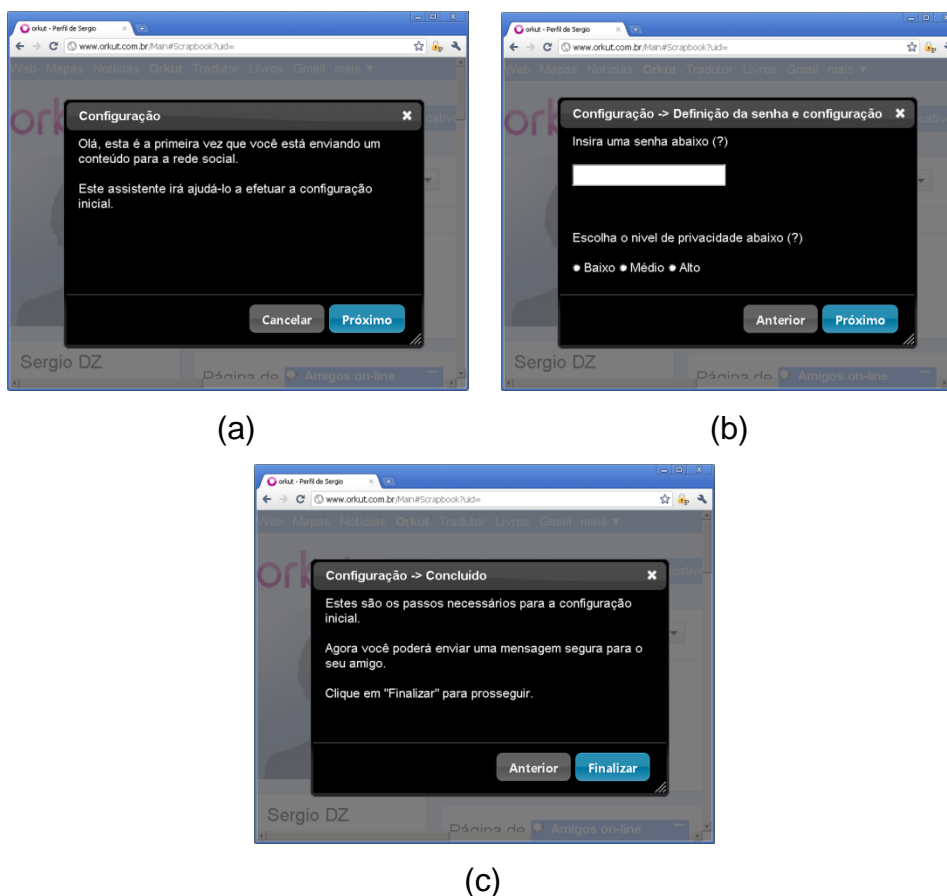 orkut - Perfil de Sergio
www.orkut.com.br/Main#Scrapbook?uid=
Web Mapas Notícias Orkut Tradutor Livros Gmail mais ▼
ork
Configuração
Olá, esta é a primeira vez que você está enviando um
conteúdo para a rede social.
Este assistente irá ajudá-lo a efetuar a configuração
inicial.
Cancelar Próximo
Sergio DZ
Página de Amigos on-line
(a)
orkut - Perfil de Sergio
www.orkut.com.br/Main#Scrapbook?uid=
Web Mapas Notícias Orkut Tradutor Livros Gmail mais ▼
ork
Configuração -> Definição da senha e configuração
Insira uma senha abaixo (?)
Escolha o nivel de privacidade abaixo (?)
Baixo Médio Alto
Anterior Próximo
Sergio DZ
Página de Amigos on-line
(b)
orkut - Perfil de Sergio
www.orkut.com.br/Main#Scrapbook?uid=
Web Mapas Notícias Orkut Tradutor Livros Gmail mais ▼
ork
Configuração -> Concluído
Estes são os passos necessários para a configuração
inicial.
Agora você poderá enviar uma mensagem segura para o
seu amigo.
Clique em "Finalizar" para prosseguir.
Anterior Finalizar
Sergio DZ
Página de Amigos on-line
(c)